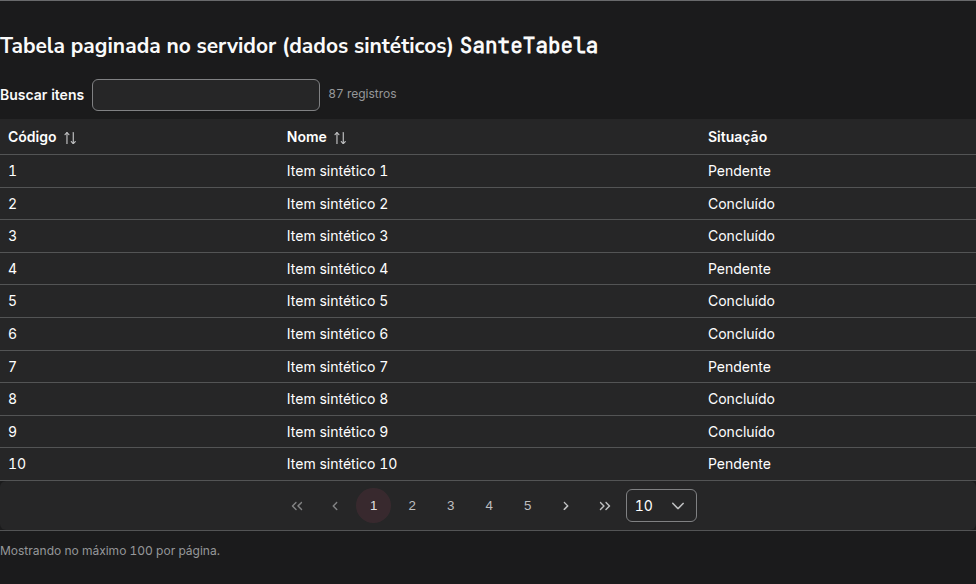 Tabela paginada no servidor (dados sintéticos) SanteTabela
Buscar itens 87 registros
Código Nome Situação
1 Item sintético 1 Pendente
2 Item sintético 2 Concluído
3 Item sintético 3 Concluído
4 Item sintético 4 Pendente
5 Item sintético 5 Concluído
6 Item sintético 6 Concluído
7 Item sintético 7 Pendente
8 Item sintético 8 Concluído
9 Item sintético 9 Concluído
10 Item sintético 10 Pendente
« ‹ 1 2 3 4 5 › » 10
Mostrando no máximo 100 por página.